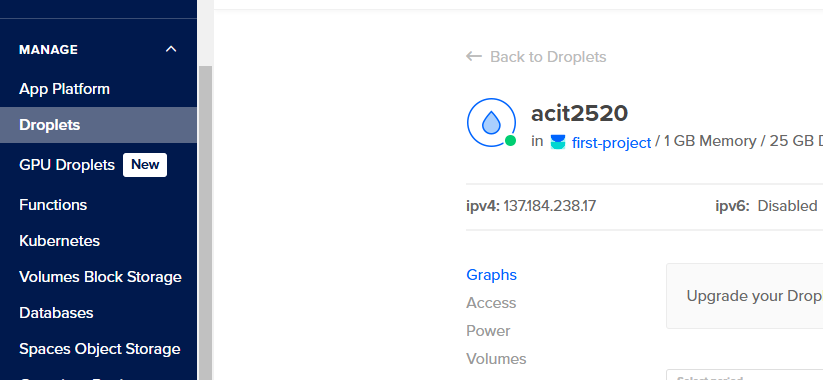 MANAGE
App Platform
Droplets
GPU Droplets New
Functions
Kubernetes
Volumes Block Storage
Databases
Spaces Object Storage
← Back to Droplets
acit2520
in first-project / 1 GB Memory / 25 GB
ipv4: 137.184.238.17 ipv6: Disabled
Graphs
Access
Power
Volumes
Upgrade your Drop
Select period